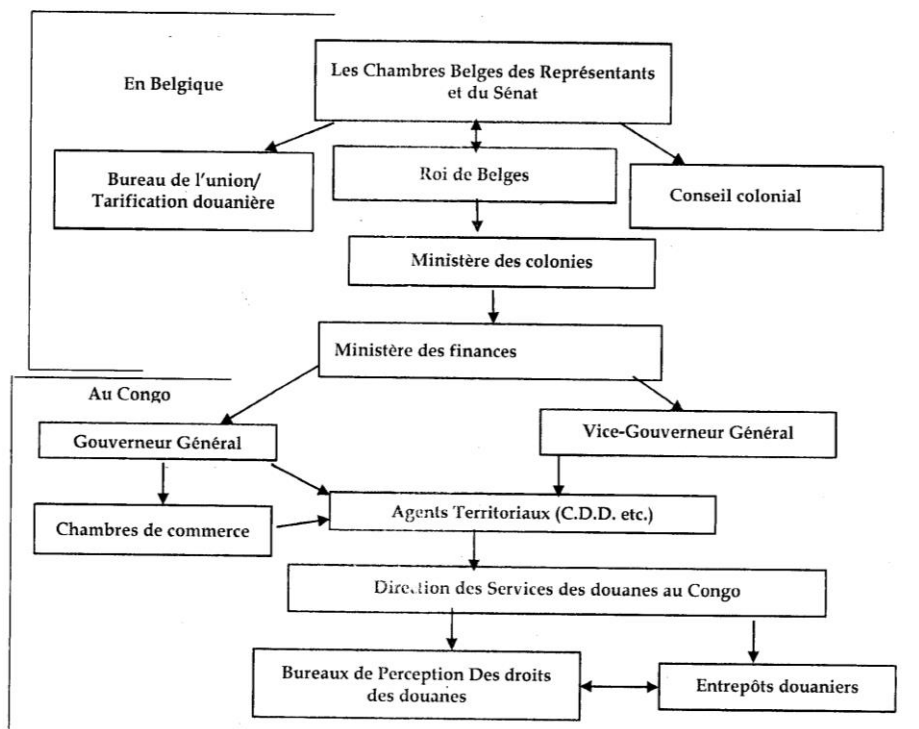 En Belgique
Les Chambres Belges des Représentants
et du Sénat
Bureau de l'union/
Tarification douanière
Roi de Belges
Conseil colonial
Ministère des colonies
Ministère des finances
Au Congo
Gouverneur Général
Vice-Gouverneur Général
Chambres de commerce
Agents Territoriaux (C.D.D. etc.)
Direction des Services des douanes au Congo
Bureaux de Perception Des droits
des douanes
Entrepôts douaniers